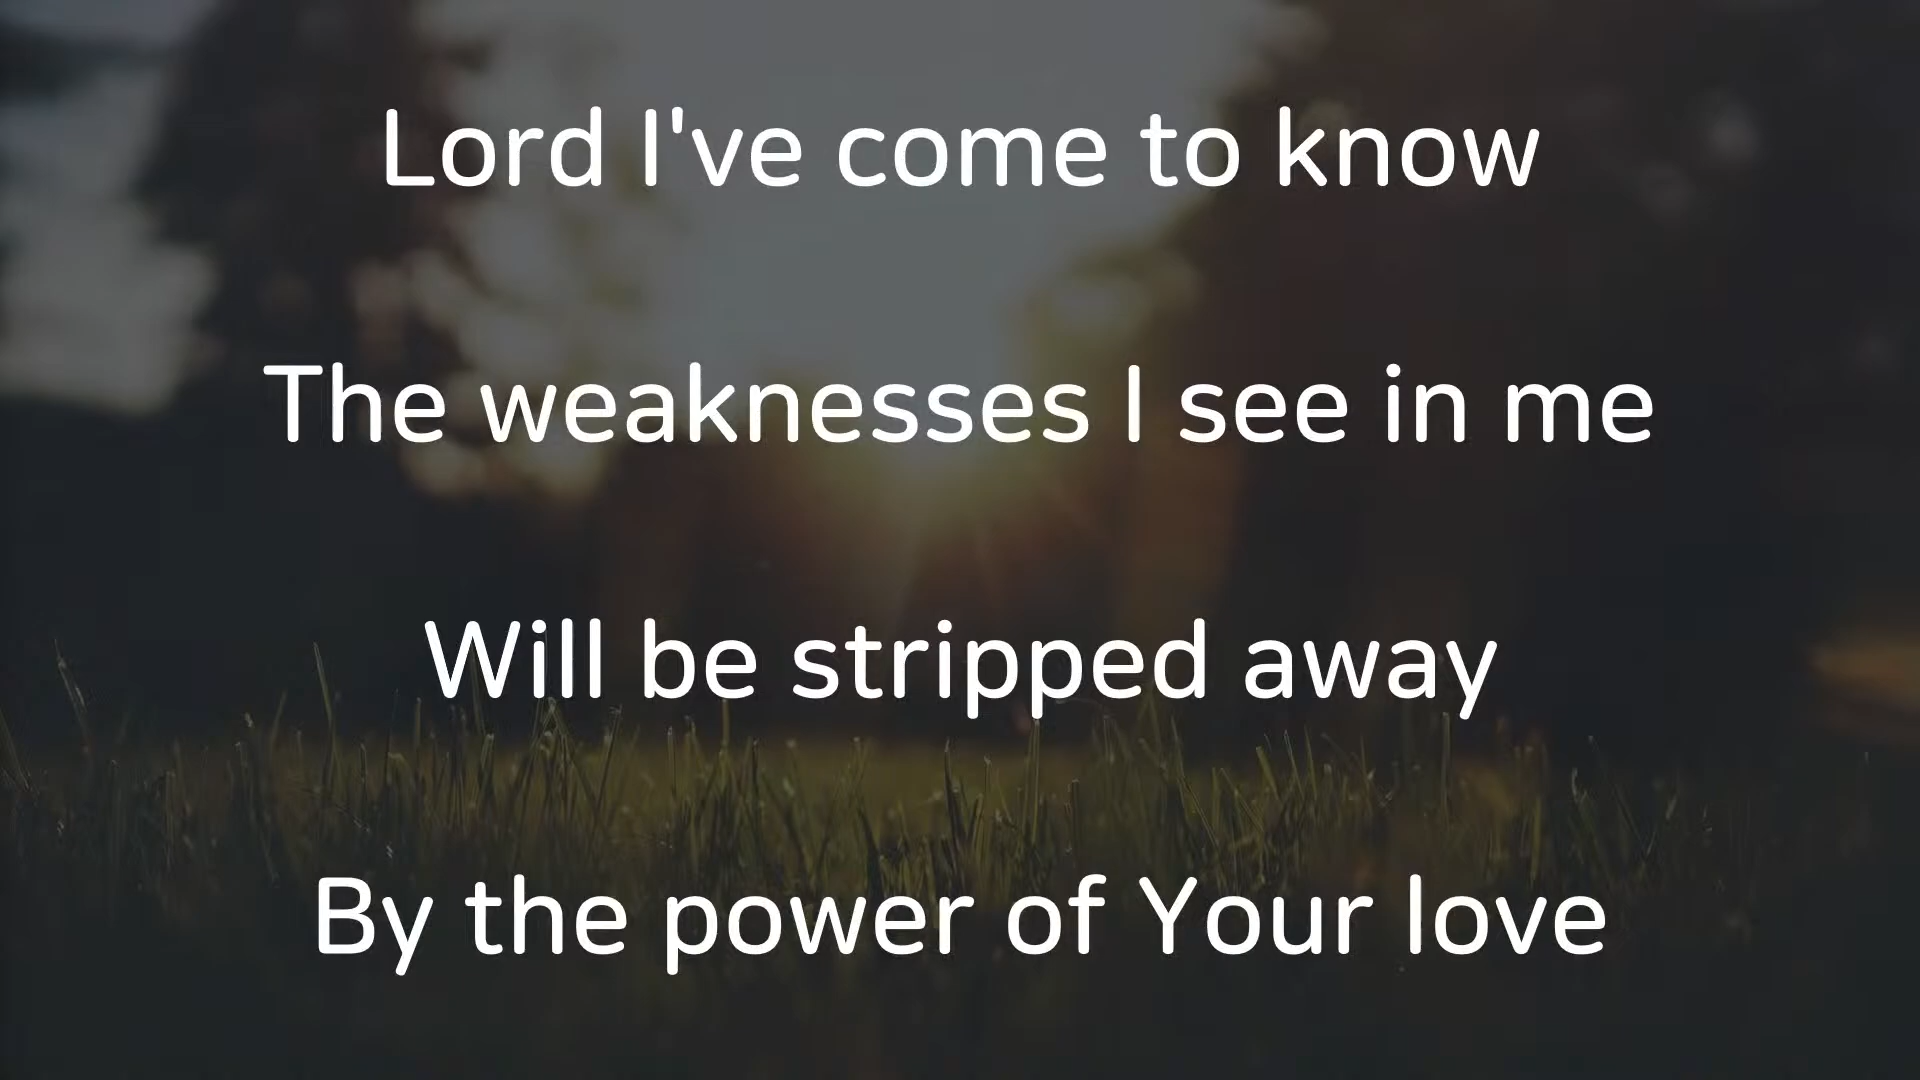 Lord I've come to know
The weaknesses I see in me
Will be stripped away
By the power of Your love